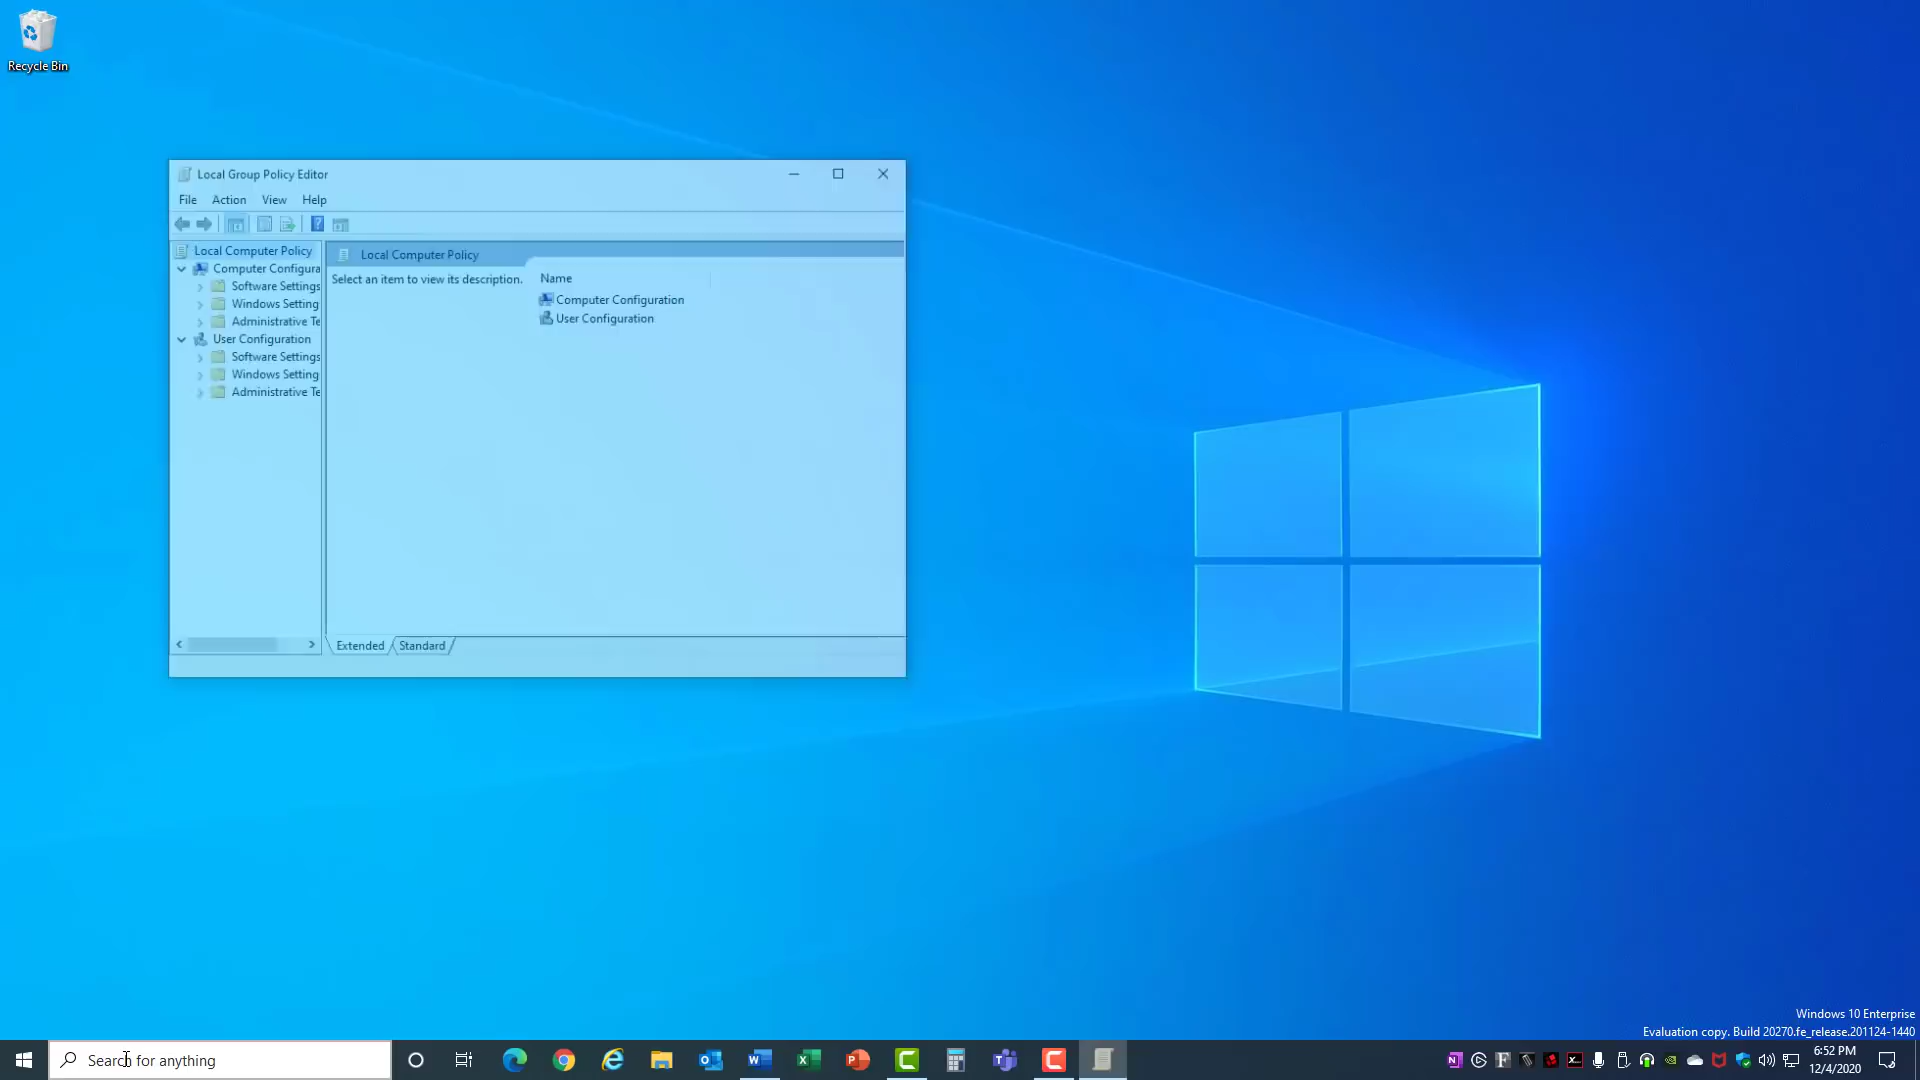 Recycle Bin
Local Group Policy Editor
File Action View Help
Local Computer Policy
Computer Configura
Software Settings
Windows Setting
Administrative Te
User Configuration
Software Settings
Windows Setting
Administrative Te
Local Computer Policy
Select an item to view its description.
Name
Computer Configuration
User Configuration
Extended Standard
Windows 10 Enterprise
Evaluation copy. Build 20270.fe_release.201124-1440
Search for anything
6:52 PM
12/4/2020